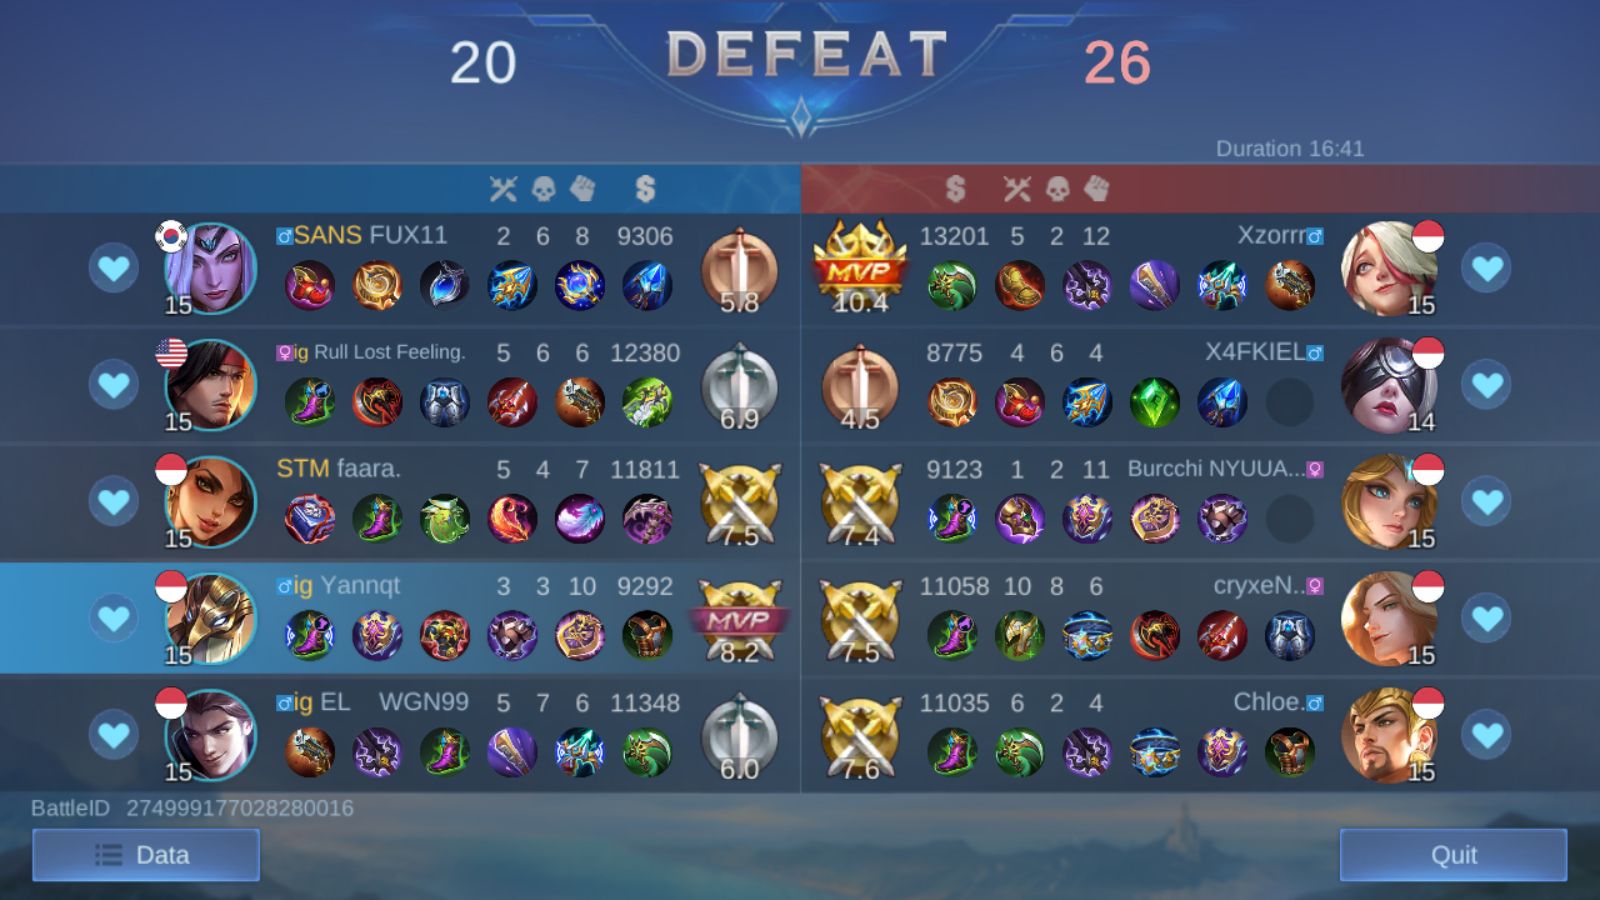 20 DEFEAT 26
Duration 16:41
SANS FUX11 2 6 8 9306 5.8 15
MVP 10.4 13201 5 2 12 Xzorrr 15
ig Rull Lost Feeling. 5 6 6 12380 6.9 15
4.5 8775 4 6 4 X4FKIEL 14
STM faara. 5 4 7 11811 7.5 15
7.4 9123 1 2 11 Burcchi NYUUA... 15
ig Yannqt 3 3 10 9292 MVP 8.2 15
7.5 11058 10 8 6 cryxeN.. 15
ig EL WGN99 5 7 6 11348 6.0 15
7.6 11035 6 2 4 Chloe. 15
BattleID 274999177028280016
Data
Quit